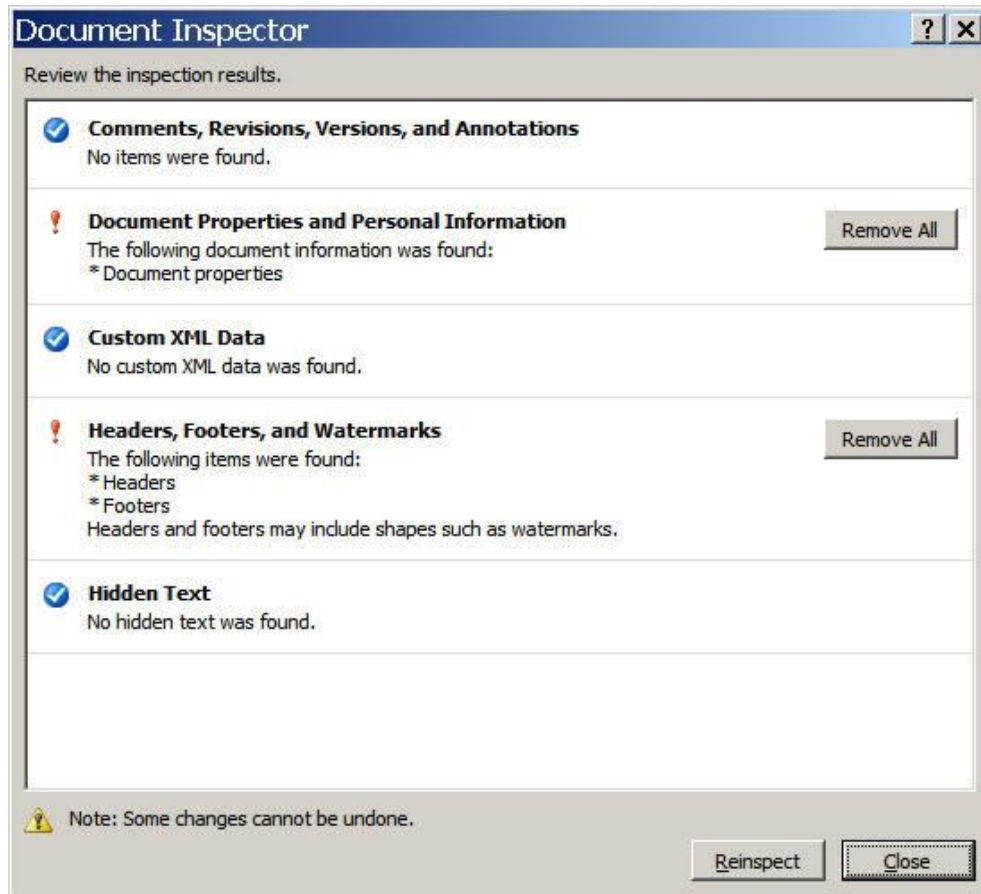 Document Inspector
Review the inspection results.
Comments, Revisions, Versions, and Annotations
No items were found.
Document Properties and Personal Information
Remove All
The following document information was found:
* Document properties
Custom XML Data
No custom XML data was found.
Headers, Footers, and Watermarks
Remove All
The following items were found:
* Headers
* Footers
Headers and footers may include shapes such as watermarks.
Hidden Text
No hidden text was found.
Note: Some changes cannot be undone.
Reinspect
Close